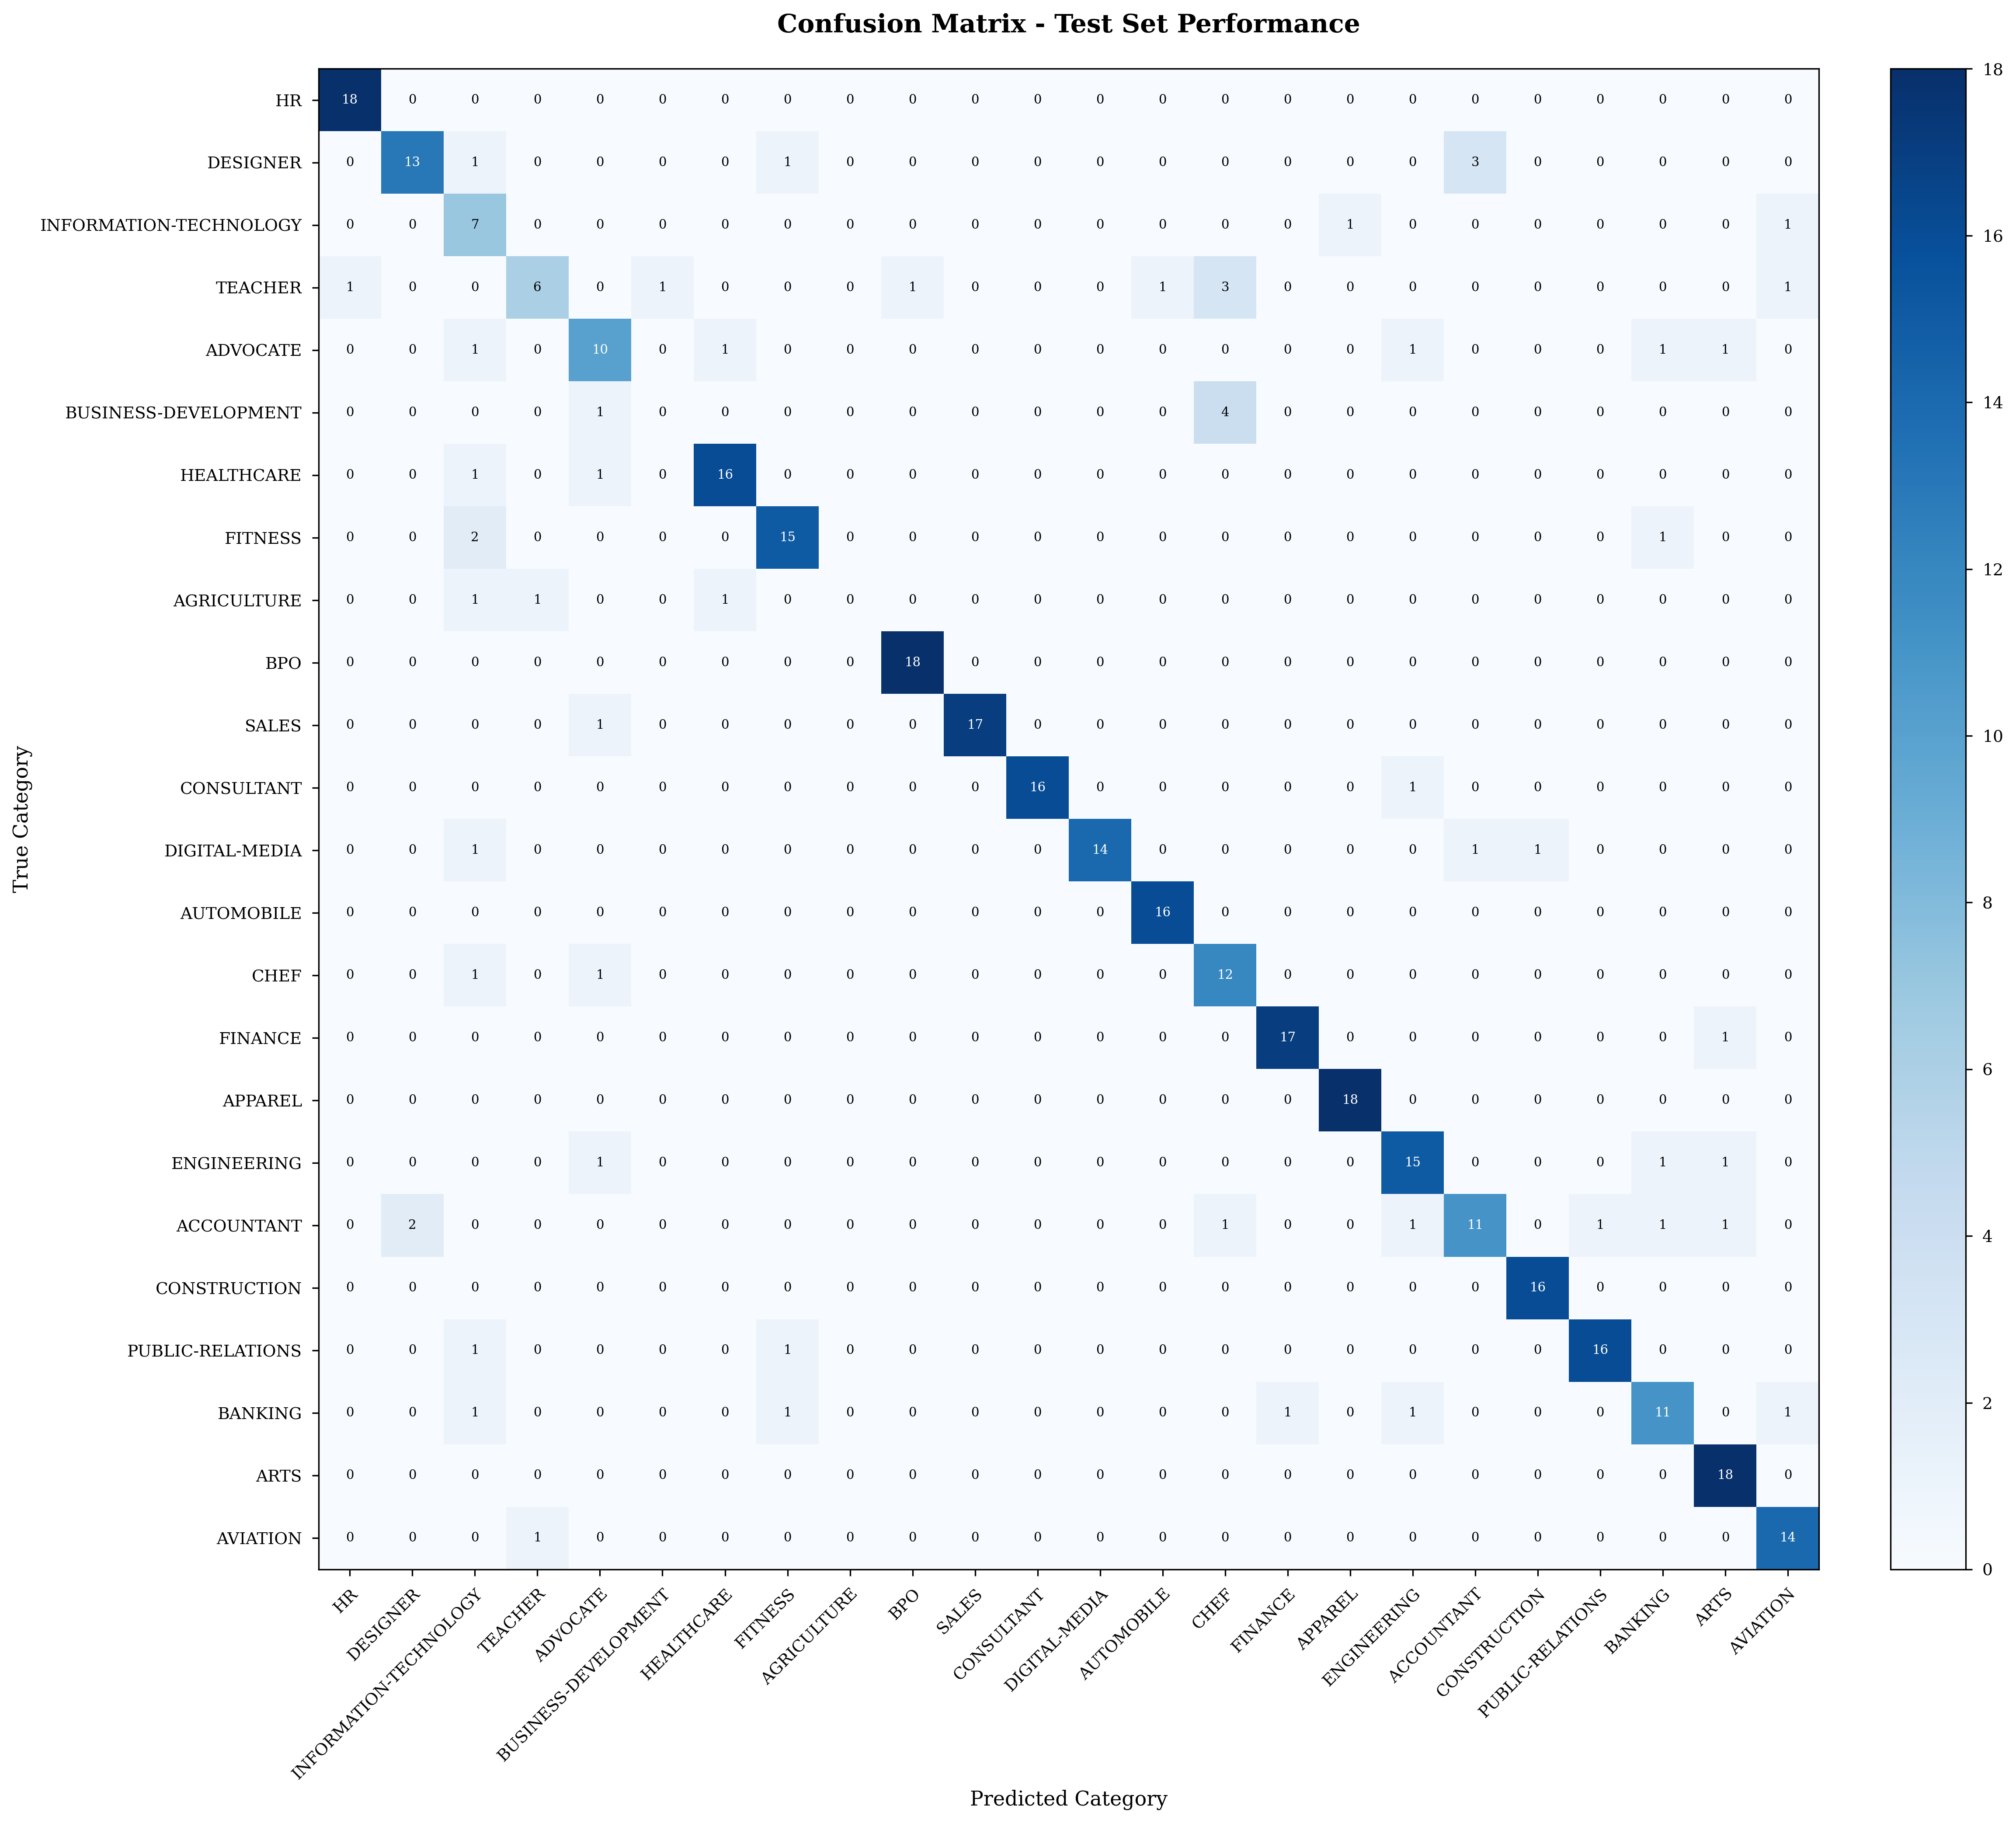 Confusion Matrix - Test Set Performance
HR 18 0 0 0 0 0 0 0 0 0 0 0 0 0 0 0 0 0 0 0 0 0 0 0
DESIGNER 0 13 1 0 0 0 0 1 0 0 0 0 0 0 0 0 0 0 3 0 0 0 0 0
INFORMATION-TECHNOLOGY 0 0 7 0 0 0 0 0 0 0 0 0 0 0 0 0 1 0 0 0 0 0 0 1
TEACHER 1 0 0 6 0 1 0 0 0 1 0 0 0 1 3 0 0 0 0 0 0 0 0 1
ADVOCATE 0 0 1 0 10 0 1 0 0 0 0 0 0 0 0 0 0 1 0 0 0 1 1 0
BUSINESS-DEVELOPMENT 0 0 0 0 1 0 0 0 0 0 0 0 0 0 4 0 0 0 0 0 0 0 0 0
HEALTHCARE 0 0 1 0 1 0 16 0 0 0 0 0 0 0 0 0 0 0 0 0 0 0 0 0
FITNESS 0 0 2 0 0 0 0 15 0 0 0 0 0 0 0 0 0 0 0 0 0 1 0 0
AGRICULTURE 0 0 1 1 0 0 1 0 0 0 0 0 0 0 0 0 0 0 0 0 0 0 0 0
BPO 0 0 0 0 0 0 0 0 0 18 0 0 0 0 0 0 0 0 0 0 0 0 0 0
SALES 0 0 0 0 1 0 0 0 0 0 17 0 0 0 0 0 0 0 0 0 0 0 0 0
CONSULTANT 0 0 0 0 0 0 0 0 0 0 0 16 0 0 0 0 0 1 0 0 0 0 0 0
DIGITAL-MEDIA 0 0 1 0 0 0 0 0 0 0 0 0 14 0 0 0 0 0 1 1 0 0 0 0
AUTOMOBILE 0 0 0 0 0 0 0 0 0 0 0 0 0 16 0 0 0 0 0 0 0 0 0 0
CHEF 0 0 1 0 1 0 0 0 0 0 0 0 0 0 12 0 0 0 0 0 0 0 0 0
FINANCE 0 0 0 0 0 0 0 0 0 0 0 0 0 0 0 17 0 0 0 0 0 0 1 0
APPAREL 0 0 0 0 0 0 0 0 0 0 0 0 0 0 0 0 18 0 0 0 0 0 0 0
ENGINEERING 0 0 0 0 1 0 0 0 0 0 0 0 0 0 0 0 0 15 0 0 0 1 1 0
ACCOUNTANT 0 2 0 0 0 0 0 0 0 0 0 0 0 0 1 0 0 1 11 0 1 1 1 0
CONSTRUCTION 0 0 0 0 0 0 0 0 0 0 0 0 0 0 0 0 0 0 0 16 0 0 0 0
PUBLIC-RELATIONS 0 0 1 0 0 0 0 1 0 0 0 0 0 0 0 0 0 0 0 0 16 0 0 0
BANKING 0 0 1 0 0 0 0 1 0 0 0 0 0 0 0 1 0 1 0 0 0 11 0 1
ARTS 0 0 0 0 0 0 0 0 0 0 0 0 0 0 0 0 0 0 0 0 0 0 18 0
AVIATION 0 0 0 1 0 0 0 0 0 0 0 0 0 0 0 0 0 0 0 0 0 0 0 14
True Category
HR
DESIGNER
INFORMATION-TECHNOLOGY
TEACHER
ADVOCATE
BUSINESS-DEVELOPMENT
HEALTHCARE
FITNESS
AGRICULTURE
BPO
SALES
CONSULTANT
DIGITAL-MEDIA
AUTOMOBILE
CHEF
FINANCE
APPAREL
ENGINEERING
ACCOUNTANT
CONSTRUCTION
PUBLIC-RELATIONS
BANKING
ARTS
AVIATION
Predicted Category
18
16
14
12
10
8
6
4
2
0